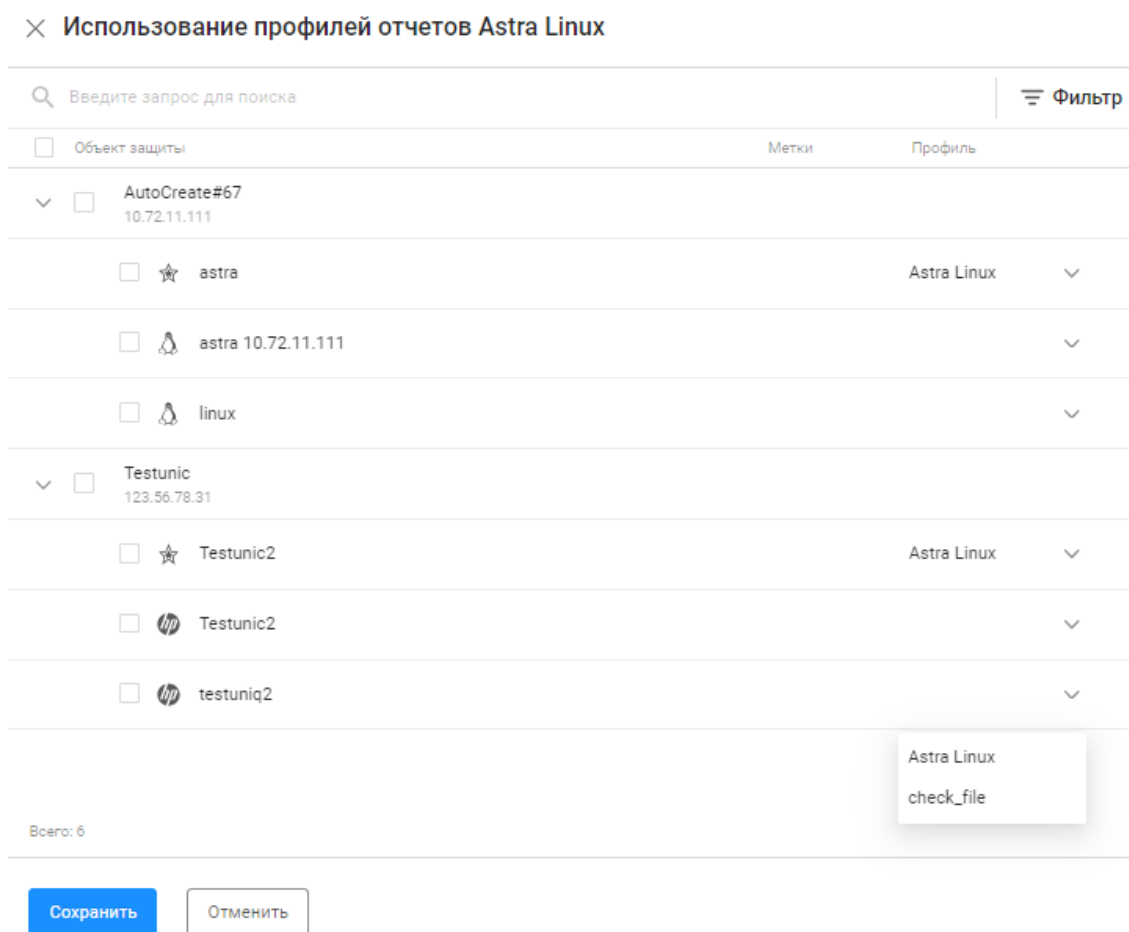 Использование профилей отчетов Astra Linux
Введите запрос для поиска Фильтр
Объект защиты Метки Профиль
AutoCreate#67
10.72.11.111
astra Astra Linux
astra 10.72.11.111
linux
Testunic
123.56.78.31
Testunic2 Astra Linux
hp Testunic2
hp testuniq2
Astra Linux
check_file
Всего: 6
Сохранить Отменить